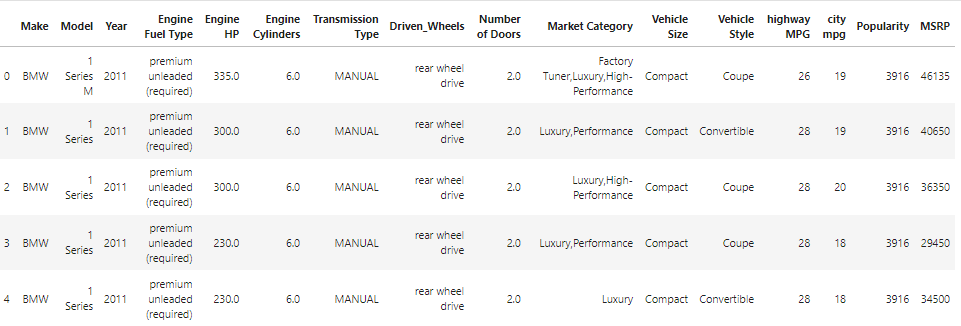 Make Model Year Engine Fuel Type Engine HP Engine Cylinders Transmission Type Driven_Wheels Number of Doors Market Category Vehicle Size Vehicle Style highway MPG city mpg Popularity MSRP
0 BMW 1 Series M 2011 premium unleaded (required) 335.0 6.0 MANUAL rear wheel drive 2.0 Factory Tuner,Luxury,High-Performance Compact Coupe 26 19 3916 46135
1 BMW 1 Series 2011 premium unleaded (required) 300.0 6.0 MANUAL rear wheel drive 2.0 Luxury,Performance Compact Convertible 28 19 3916 40650
2 BMW 1 Series 2011 premium unleaded (required) 300.0 6.0 MANUAL rear wheel drive 2.0 Luxury,High-Performance Compact Coupe 28 20 3916 36350
3 BMW 1 Series 2011 premium unleaded (required) 230.0 6.0 MANUAL rear wheel drive 2.0 Luxury,Performance Compact Coupe 28 18 3916 29450
4 BMW 1 Series 2011 premium unleaded (required) 230.0 6.0 MANUAL rear wheel drive 2.0 Luxury Compact Convertible 28 18 3916 34500